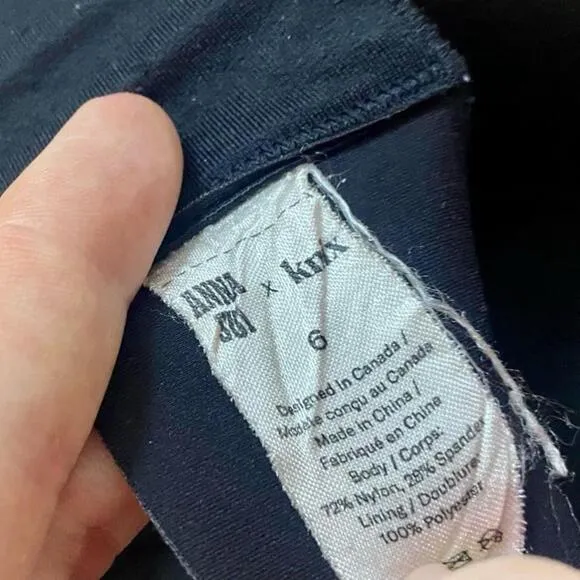 ANNA SUI x knix
6
Designed in Canada /
Modèle conçu au Canada
Made in China /
Fabriqué en Chine
Body / Corps:
72% Nylon, 28% Spandex
Lining / Doublure
100% Polyester